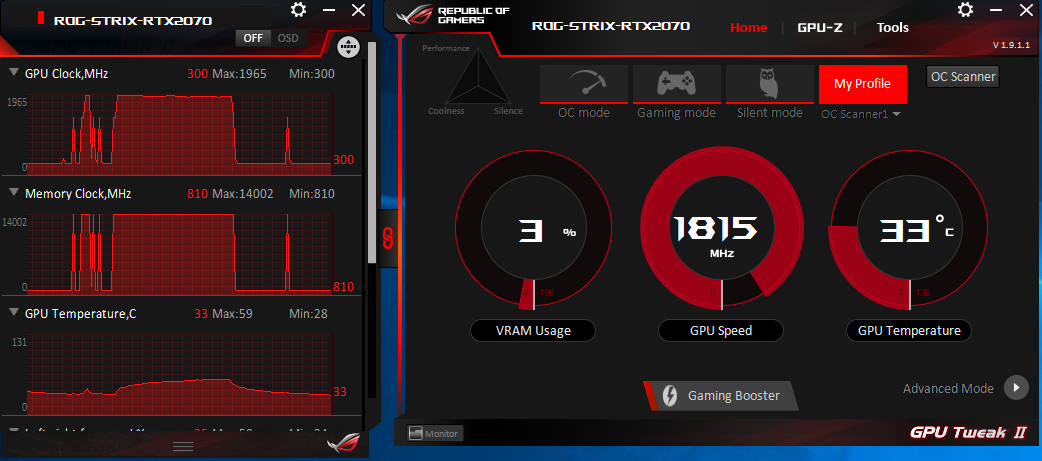 ROG-STRIX-RTX2070
OFF OSD
GPU Clock,MHz 300 Max:1965 Min:300
1965
0
300
Memory Clock,MHz 810 Max:14002 Min:810
14002
0
810
GPU Temperature,C 33 Max:59 Min:28
131
0
33
REPUBLIC OF
GAMERS
ROG-STRIX-RTX2070
Home GPU-Z Tools
V 1.9.1.1
Performance
Coolness Silence
OC mode
Gaming mode
Silent mode
My Profile
OC Scanner1
OC Scanner
3 %
0 100
VRAM Usage
1815
MHz
0
GPU Speed
33°C
0 130
GPU Temperature
Gaming Booster
Advanced Mode
Monitor
GPU Tweak II